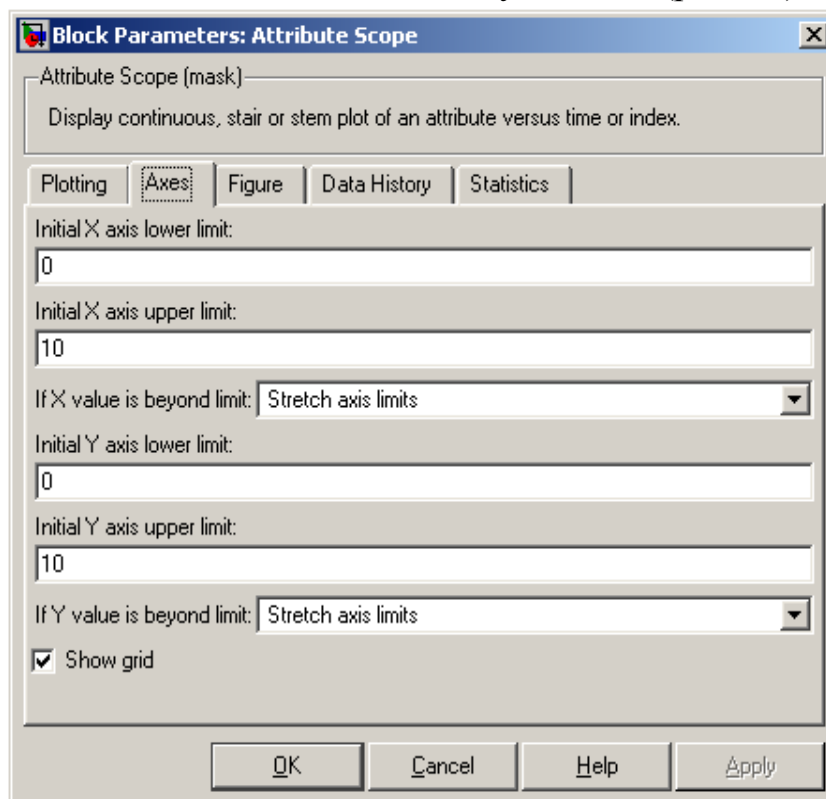 Block Parameters: Attribute Scope
Attribute Scope (mask)
Display continuous, stair or stem plot of an attribute versus time or index.
Plotting Axes Figure Data History Statistics
Initial X axis lower limit:
0
Initial X axis upper limit:
10
If X value is beyond limit: Stretch axis limits
Initial Y axis lower limit:
0
Initial Y axis upper limit:
10
If Y value is beyond limit: Stretch axis limits
Show grid
OK Cancel Help Apply